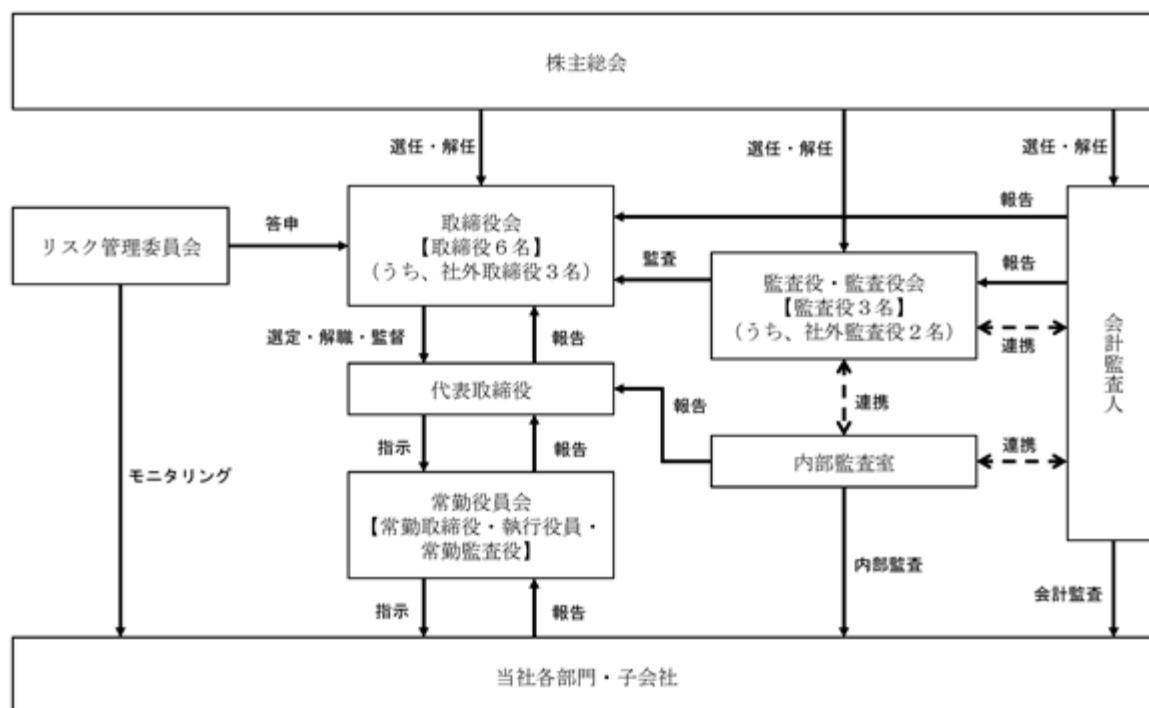 株主総会
選任・解任
選任・解任
選任・解任
リスク管理委員会
答申
取締役会
【取締役6名】
(うち、社外取締役3名)
報告
監査
監査役・監査役会
【監査役3名】
(うち、社外監査役2名)
報告
連携
会計監査人
選定・解職・監督
報告
代表取締役
報告
連携
内部監査室
連携
指示
報告
モニタリング
常勤役員会
【常勤取締役・執行役員・
常勤監査役】
内部監査
会計監査
指示
報告
当社各部門・子会社